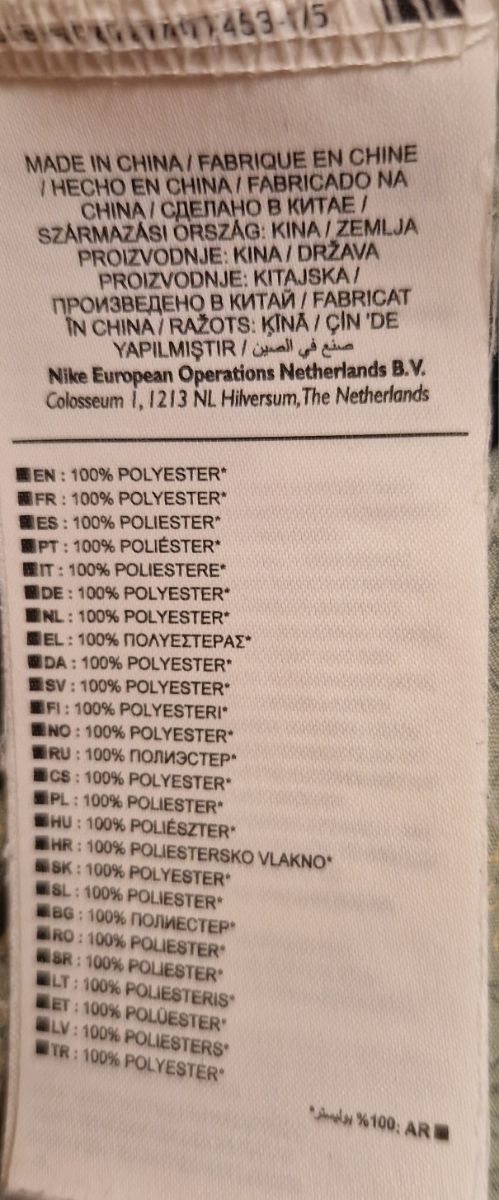 453-1/5
MADE IN CHINA / FABRIQUE EN CHINE
/ HECHO EN CHINA / FABRICADO NA
CHINA / СДЕЛАНО В КИТАЕ /
SZÁRMAZÁSI ORSZÁG: KINA / ZEMLJA
PROIZVODNJE: KINA / DRŽAVA
PROIZVODNJE: KITAJSKA /
ПРОИЗВЕДЕНО В КИТАЙ / FABRICAT
ÎN CHINA / RAŽOTS: ĶĪNĀ / ÇİN 'DE
YAPILMIŞTIR / صنع في الصين
Nike European Operations Netherlands B.V.
Colosseum 1, 1213 NL Hilversum, The Netherlands
EN : 100% POLYESTER*
FR : 100% POLYESTER*
ES : 100% POLIESTER*
PT : 100% POLIÉSTER*
IT : 100% POLIESTERE*
DE : 100% POLYESTER*
NL : 100% POLYESTER*
EL : 100% ΠΟΛΥΕΣΤΕΡΑΣ*
DA : 100% POLYESTER*
SV : 100% POLYESTER*
FI : 100% POLYESTERI*
NO : 100% POLYESTER*
RU : 100% ПОЛИЭСТЕР*
CS : 100% POLYESTER*
PL : 100% POLIESTER*
HU : 100% POLIÉSZTER*
HR : 100% POLIESTERSKO VLAKNO*
SK : 100% POLYESTER*
SL : 100% POLIESTER*
BG : 100% ПОЛИЕСТЕР*
RO : 100% POLIESTER*
SR : 100% POLIESTER*
LT : 100% POLIESTERIS*
ET : 100% POLÜESTER*
LV : 100% POLIESTERS*
TR : 100% POLYESTER*
AR :100% بوليستر*